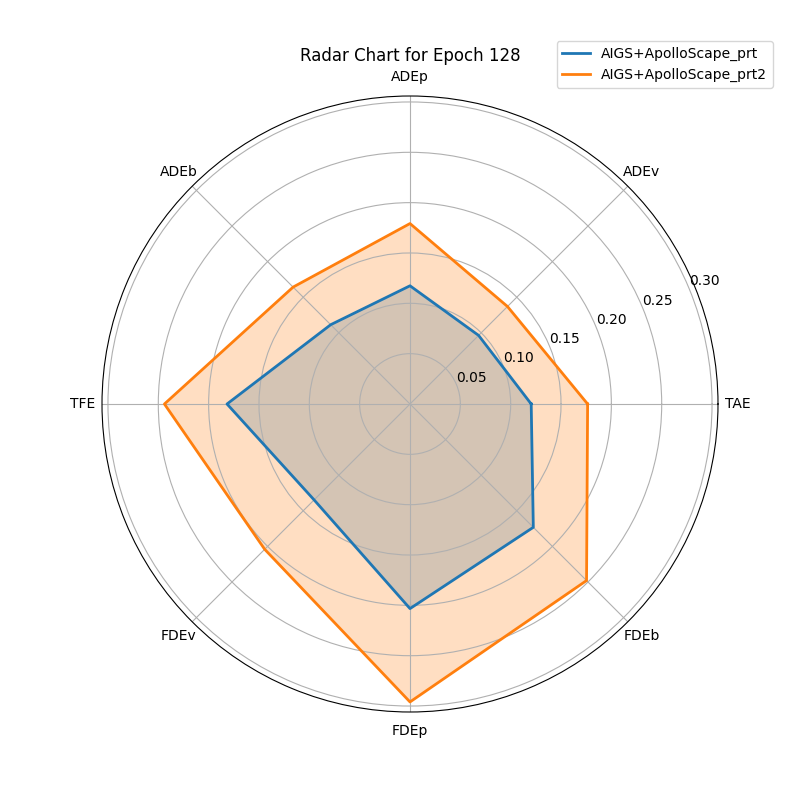 Radar Chart for Epoch 128
AIGS+ApolloScape_prt
AIGS+ApolloScape_prt2
ADEp
ADEb
ADEv
0.30
0.25
0.20
0.15
0.10
0.05
TFE
TAE
FDEv
FDEb
FDEp